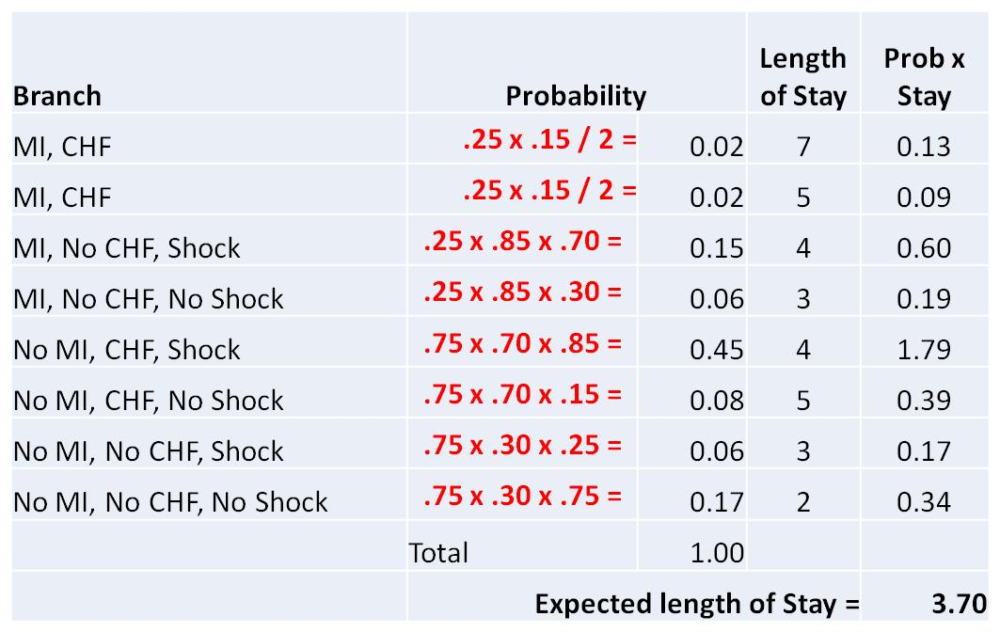 Branch Probability Length of Stay Prob x Stay
MI, CHF .25 x .15 / 2 = 0.02 7 0.13
MI, CHF .25 x .15 / 2 = 0.02 5 0.09
MI, No CHF, Shock .25 x .85 x .70 = 0.15 4 0.60
MI, No CHF, No Shock .25 x .85 x .30 = 0.06 3 0.19
No MI, CHF, Shock .75 x .70 x .85 = 0.45 4 1.79
No MI, CHF, No Shock .75 x .70 x .15 = 0.08 5 0.39
No MI, No CHF, Shock .75 x .30 x .25 = 0.06 3 0.17
No MI, No CHF, No Shock .75 x .30 x .75 = 0.17 2 0.34
Total 1.00
Expected length of Stay = 3.70